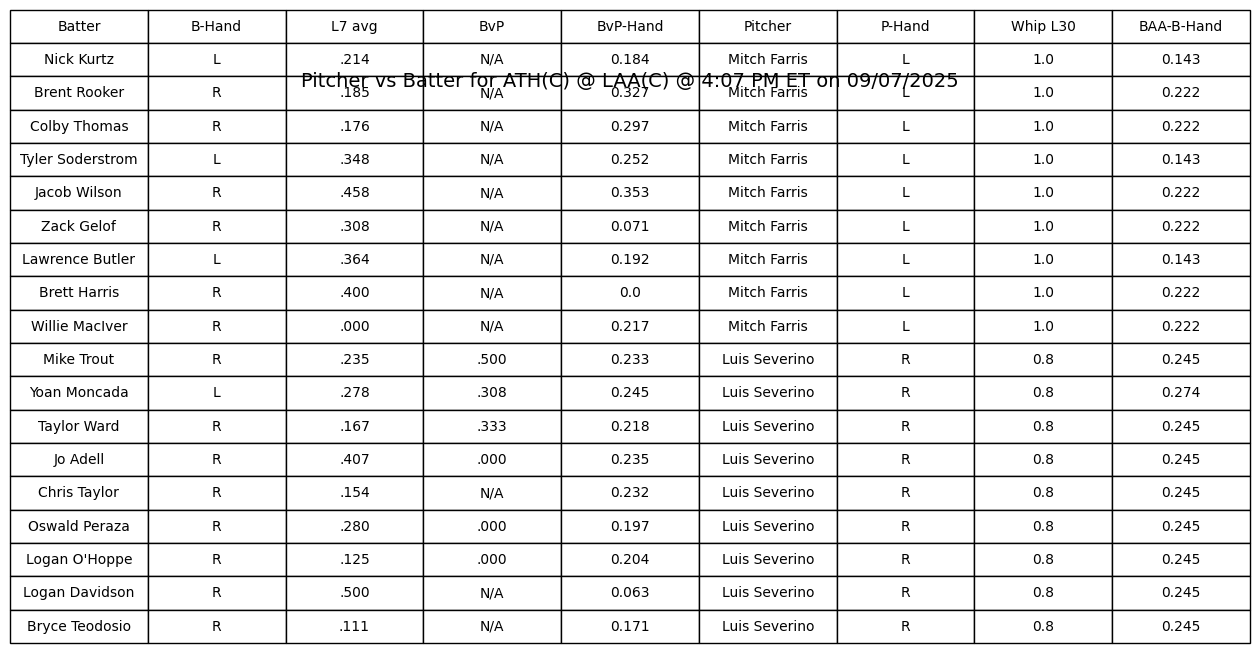 Batter B-Hand L7 avg BvP BvP-Hand Pitcher P-Hand Whip L30 BAA-B-Hand
Nick Kurtz L .214 N/A 0.184 Mitch Farris L 1.0 0.143
Pitcher vs Batter for ATH(C) @ LAA(C) @ 4:07 PM ET on 09/07/2025
Brent Rooker R .185 N/A 0.327 Mitch Farris L 1.0 0.222
Colby Thomas R .176 N/A 0.297 Mitch Farris L 1.0 0.222
Tyler Soderstrom L .348 N/A 0.252 Mitch Farris L 1.0 0.143
Jacob Wilson R .458 N/A 0.353 Mitch Farris L 1.0 0.222
Zack Gelof R .308 N/A 0.071 Mitch Farris L 1.0 0.222
Lawrence Butler L .364 N/A 0.192 Mitch Farris L 1.0 0.143
Brett Harris R .400 N/A 0.0 Mitch Farris L 1.0 0.222
Willie MacIver R .000 N/A 0.217 Mitch Farris L 1.0 0.222
Mike Trout R .235 .500 0.233 Luis Severino R 0.8 0.245
Yoan Moncada L .278 .308 0.245 Luis Severino R 0.8 0.274
Taylor Ward R .167 .333 0.218 Luis Severino R 0.8 0.245
Jo Adell R .407 .000 0.235 Luis Severino R 0.8 0.245
Chris Taylor R .154 N/A 0.232 Luis Severino R 0.8 0.245
Oswald Peraza R .280 .000 0.197 Luis Severino R 0.8 0.245
Logan O'Hoppe R .125 .000 0.204 Luis Severino R 0.8 0.245
Logan Davidson R .500 N/A 0.063 Luis Severino R 0.8 0.245
Bryce Teodosio R .111 N/A 0.171 Luis Severino R 0.8 0.245